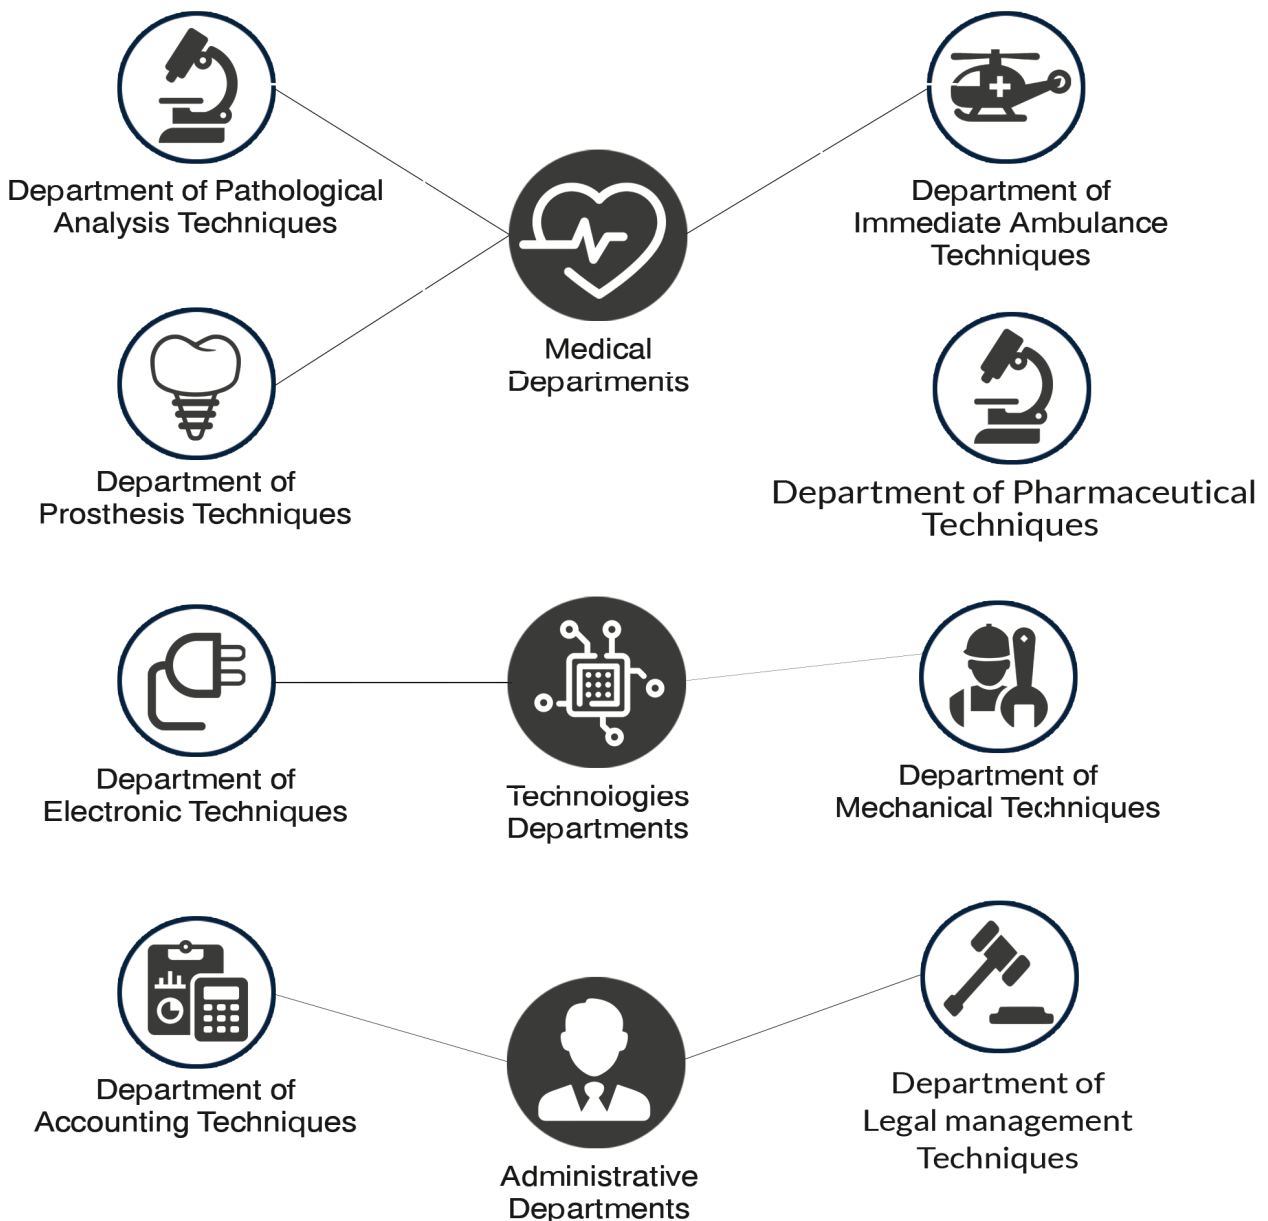 Department of Pathological
Analysis Techniques
Department of
Immediate Ambulance
Techniques
Medical
Departments
Department of
Prosthesis Techniques
Department of Pharmaceutical
Techniques
Department of
Electronic Techniques
Technologies
Departments
Department of
Mechanical Techniques
Department of
Accounting Techniques
Administrative
Departments
Department of
Legal management
Techniques